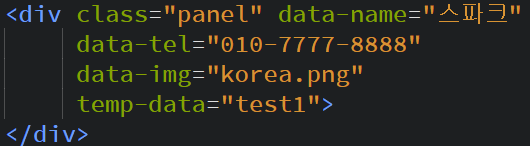 <div class="panel" data-name="스파크"
data-tel="010-7777-8888"
data-img="korea.png"
temp-data="test1">
</div>